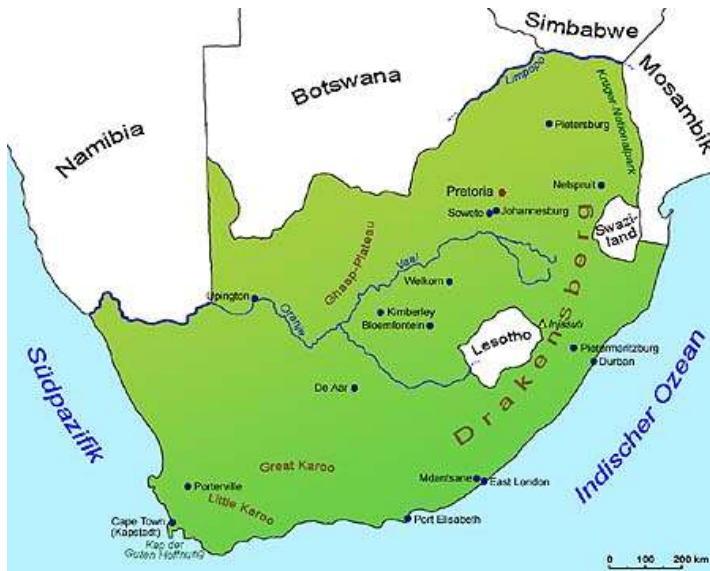 Simbabwe
Botswana
Namibia
Mosambik
Limpopo
Kruger-Nationalpark
Pietersburg
Nelspruit
Pretoria
Soweto
Johannesburg
Swazi-
land
Ghaap-Plateau
Vaal
Welkom
Upington
Oranje
Kimberley
Bloemfontein
Lesotho
Injasuti
Drakensberg
Pietermaritzburg
Durban
De Aar
Südpazifik
Indischer Ozean
Great Karoo
Little Karoo
Porterville
Mdantsane
East London
Cape Town
(Kapstadt)
Port Elisabeth
Kap der
Guten Hoffnung
0 100 200 km